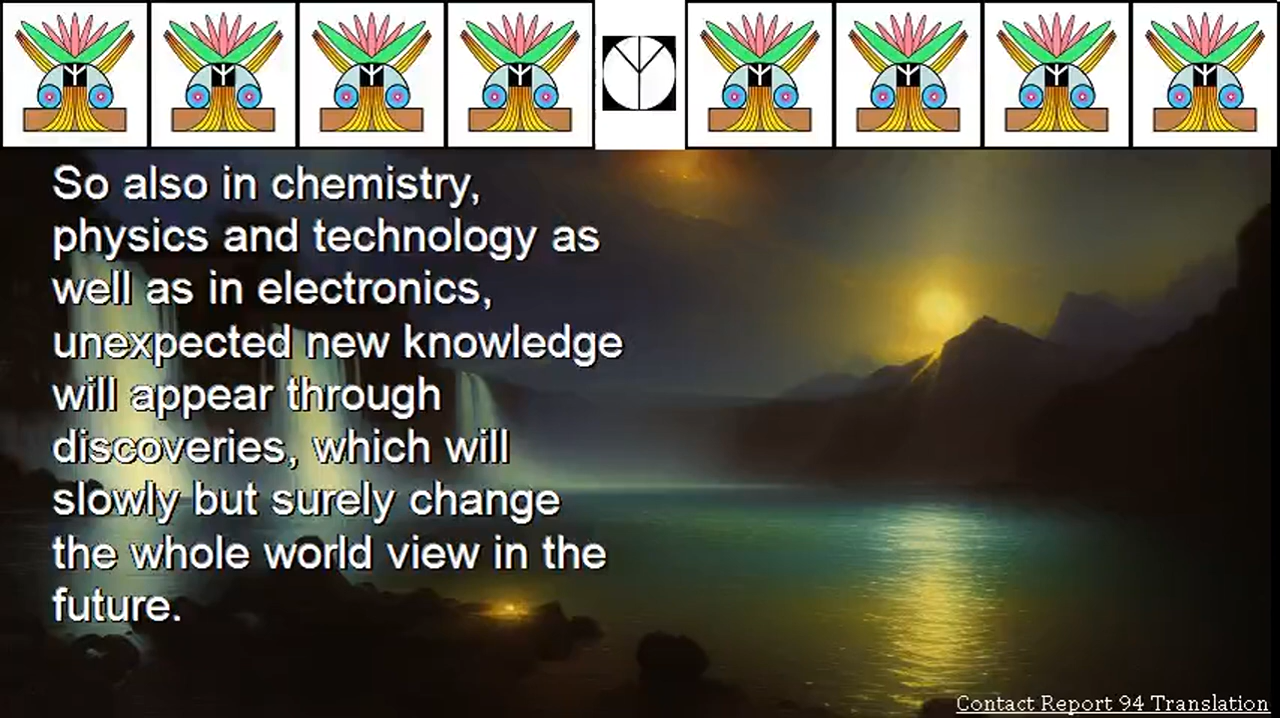 So also in chemistry,
physics and technology as
well as in electronics,
unexpected new knowledge
will appear through
discoveries, which will
slowly but surely change
the whole world view in the
future.
Contact Report 94 Translation